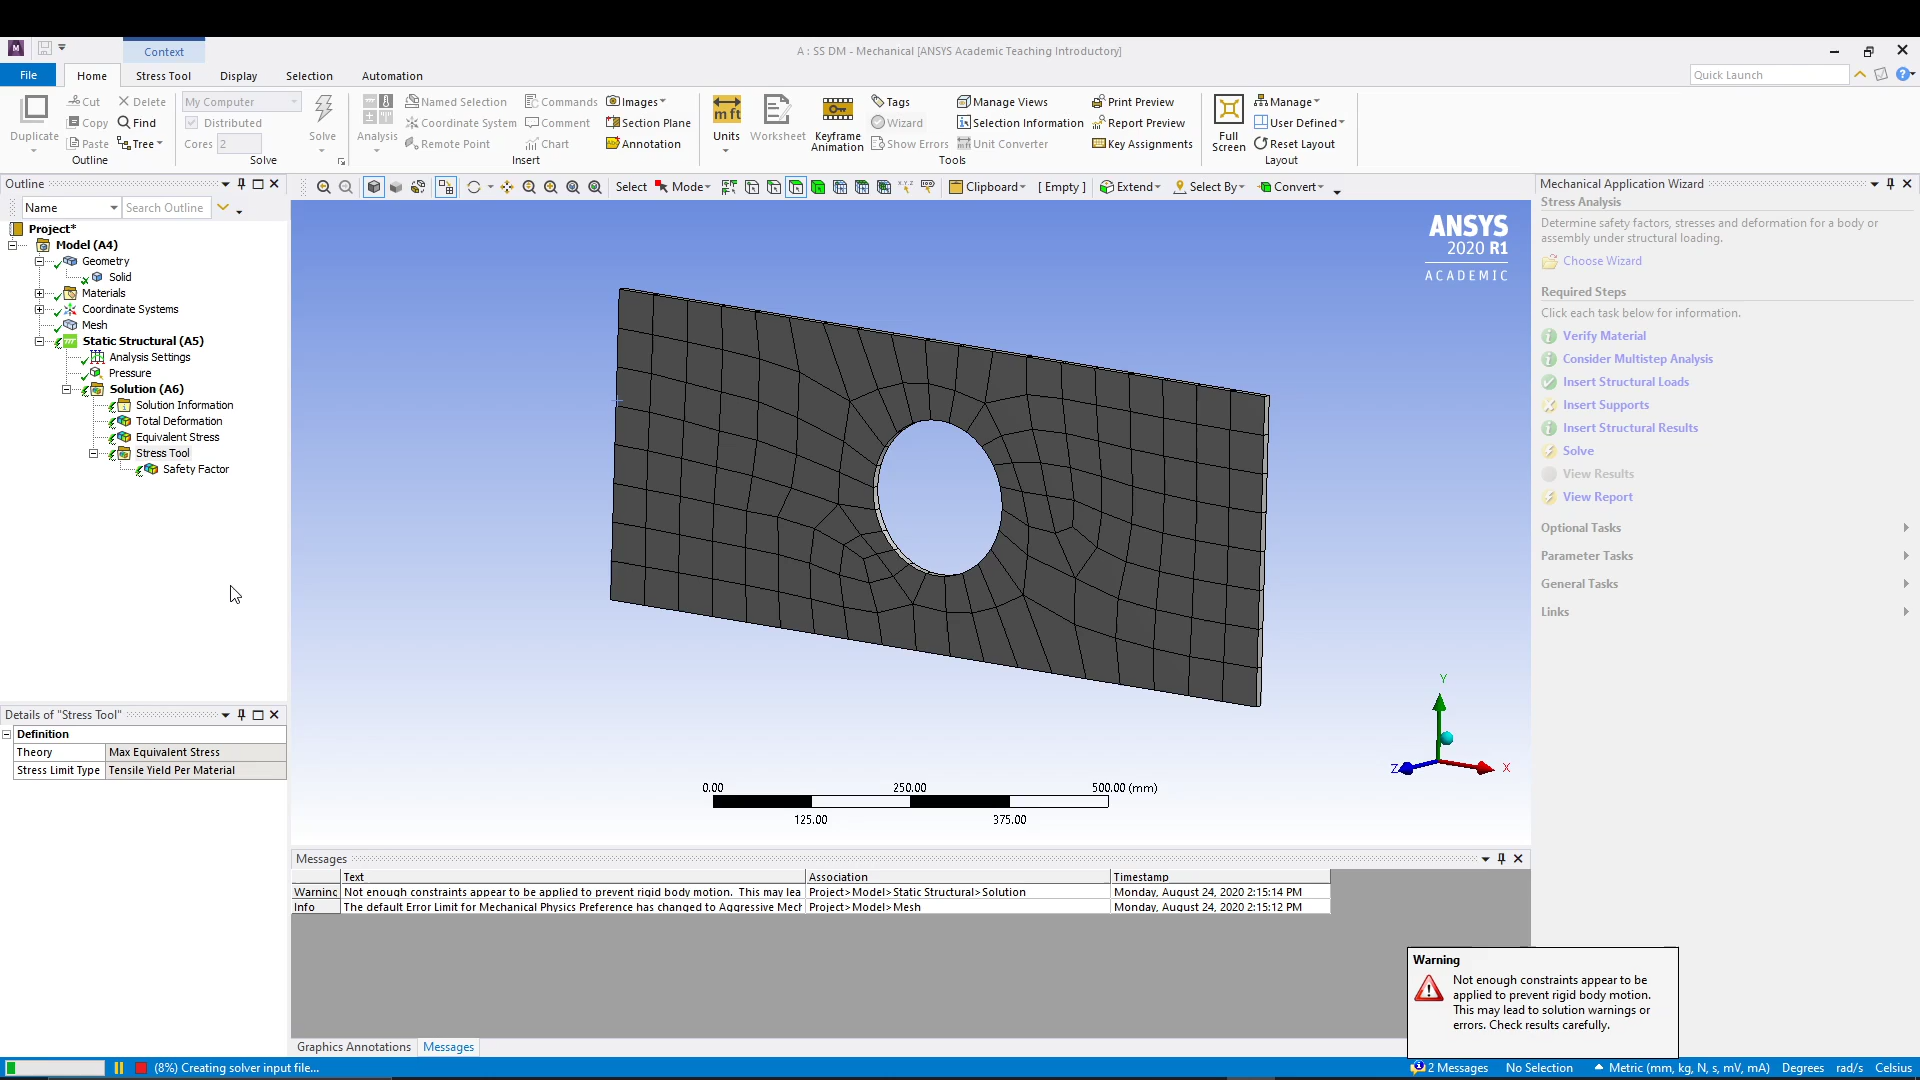 Context
A : SS DM - Mechanical [ANSYS Academic Teaching Introductory]
File Home Stress Tool Display Selection Automation
Quick Launch
Duplicate
Cut
Copy
Paste
Delete
Find
Tree
Outline
My Computer
Distributed
Cores 2
Solve
Solve
Analysis
Named Selection
Coordinate System
Remote Point
Commands
Comment
Chart
Images
Section Plane
Annotation
Insert
Units
Worksheet
Keyframe
Animation
Tags
Wizard
Show Errors
Manage Views
Selection Information
Unit Converter
Print Preview
Report Preview
Key Assignments
Tools
Full
Screen
Manage
User Defined
Reset Layout
Layout
Outline
Name Search Outline
Project*
Model (A4)
Geometry
Solid
Materials
Coordinate Systems
Mesh
Static Structural (A5)
Analysis Settings
Pressure
Solution (A6)
Solution Information
Total Deformation
Equivalent Stress
Stress Tool
Safety Factor
Details of "Stress Tool"
Definition
Theory Max Equivalent Stress
Stress Limit Type Tensile Yield Per Material
Select Mode Clipboard [ Empty ] Extend Select By Convert
ANSYS
2020 R1
ACADEMIC
Y
Z
X
0.00 250.00 500.00 (mm)
125.00 375.00
Messages
Text Association Timestamp
Warning Not enough constraints appear to be applied to prevent rigid body motion. This may lea Project>Model>Static Structural>Solution Monday, August 24, 2020 2:15:14 PM
Info The default Error Limit for Mechanical Physics Preference has changed to Aggressive Mech Project>Model>Mesh Monday, August 24, 2020 2:15:12 PM
Graphics Annotations Messages
Mechanical Application Wizard
Stress Analysis
Determine safety factors, stresses and deformation for a body or
assembly under structural loading.
Choose Wizard
Required Steps
Click each task below for information.
Verify Material
Consider Multistep Analysis
Insert Structural Loads
Insert Supports
Insert Structural Results
Solve
View Results
View Report
Optional Tasks
Parameter Tasks
General Tasks
Links
Warning
Not enough constraints appear to be
applied to prevent rigid body motion.
This may lead to solution warnings or
errors. Check results carefully.
(8%) Creating solver input file...
2 Messages No Selection Metric (mm, kg, N, s, mV, mA) Degrees rad/s Celsius